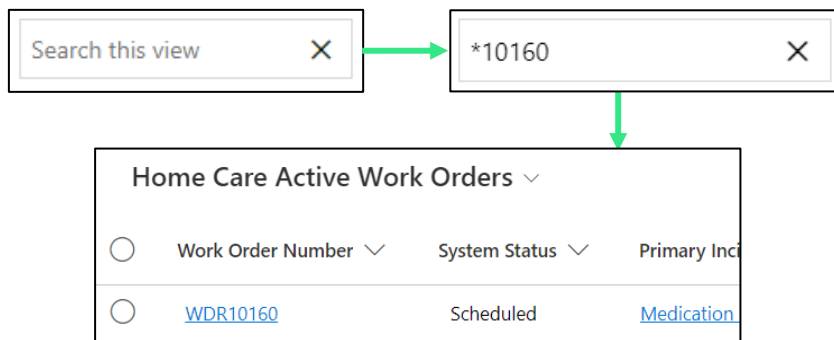 Search this view
*10160
Home Care Active Work Orders
Work Order Number System Status Primary Inci
WDR10160 Scheduled Medication